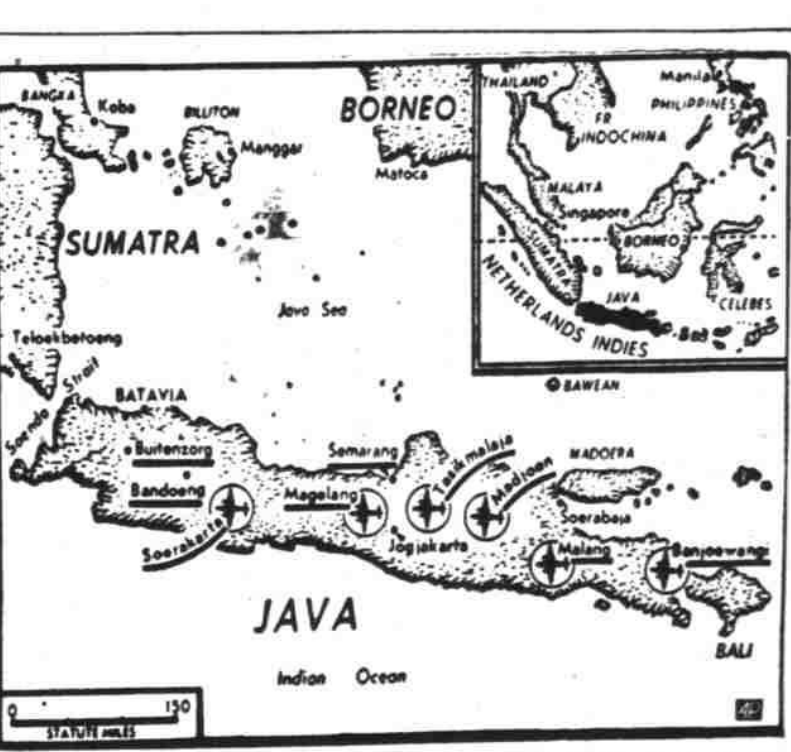 BANGKA
Koba
BILLITON
Manggar
BORNEO
Matoca
SUMATRA
Java Sea
Teloekbetoeng
Soenda Strait
BATAVIA
Buitenzorg
Bandoeng
Soerakarta
Semarang
Magelang
Jogjakarta
Tasikmalaja
Madioen
MADOERA
Soerabaja
Malang
Banjoewangi
BAWEAN
BALI
JAVA
Indian Ocean
0 150
STATUTE MILES
AP
THAILAND
FR
INDOCHINA
Manila
PHILIPPINES
MALAYA
Singapore
SUMATRA
BORNEO
CELEBES
JAVA
Bali
NETHERLANDS INDIES